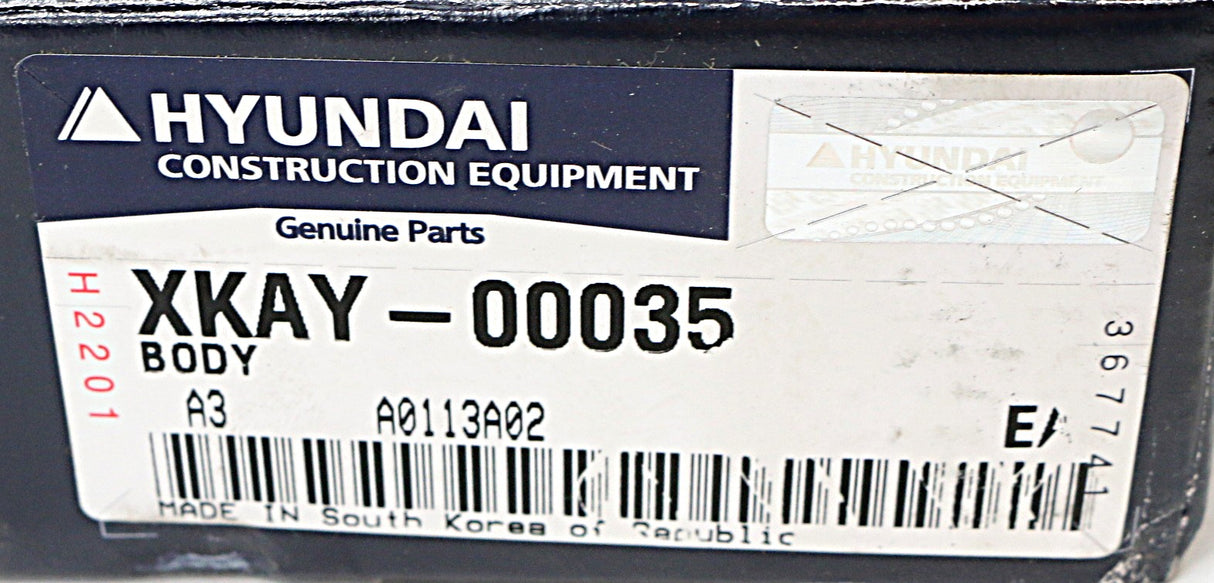 HYUNDAI
CONSTRUCTION EQUIPMENT
Genuine Parts
HYUNDAI
CONSTRUCTION EQUIPMENT
H2201
XKAY-00035
BODY
A3 A0113A02
367741
MADE IN South Korea of Republic